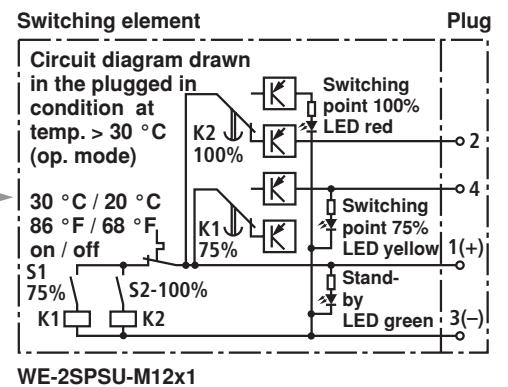 Switching element
Plug
Circuit diagram drawn
in the plugged in
condition at
temp. > 30 °C
(op. mode)
K2
100%
Switching
point 100%
LED red
2
4
30 °C / 20 °C
86 °F / 68 °F
on / off
K1
75%
Switching
point 75%
LED yellow
1(+)
S1
75%
S2-100%
K1
K2
Stand-
by
LED green
3(–)
WE-2SPSU-M12x1